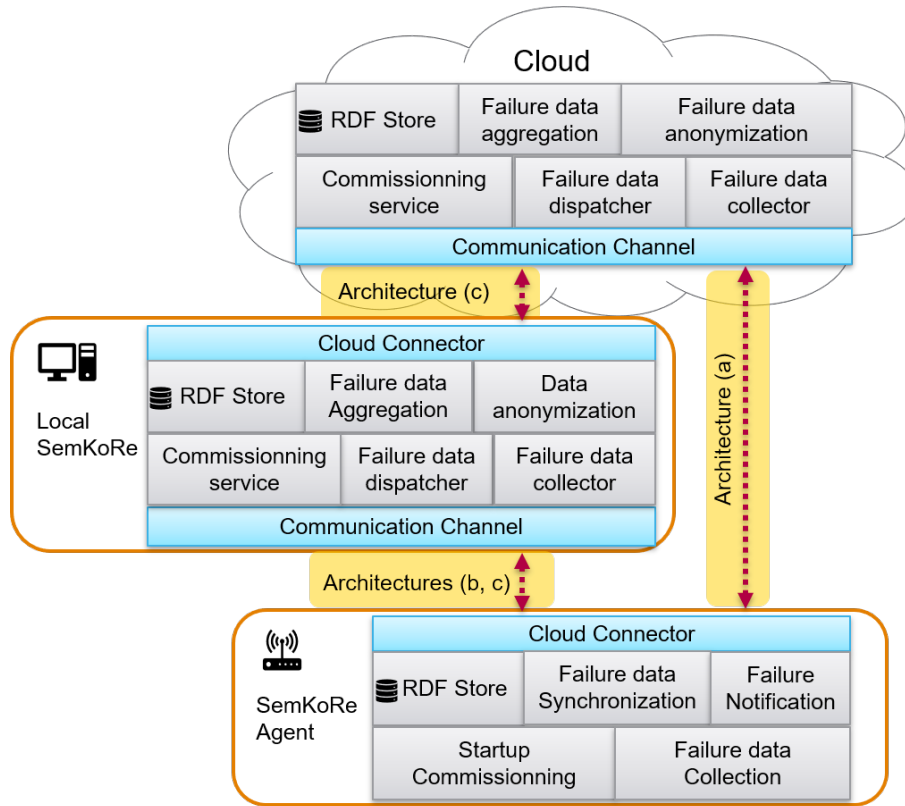 Cloud
RDF Store
Failure data
aggregation
Failure data
anonymization
Commissionning
service
Failure data
dispatcher
Failure data
collector
Communication Channel
Architecture (c)
Architecture (a)
Local
SemKoRe
Cloud Connector
RDF Store
Failure data
Aggregation
Data
anonymization
Commissionning
service
Failure data
dispatcher
Failure data
collector
Communication Channel
Architectures (b, c)
SemKoRe
Agent
Cloud Connector
RDF Store
Failure data
Synchronization
Failure
Notification
Startup
Commissionning
Failure data
Collection